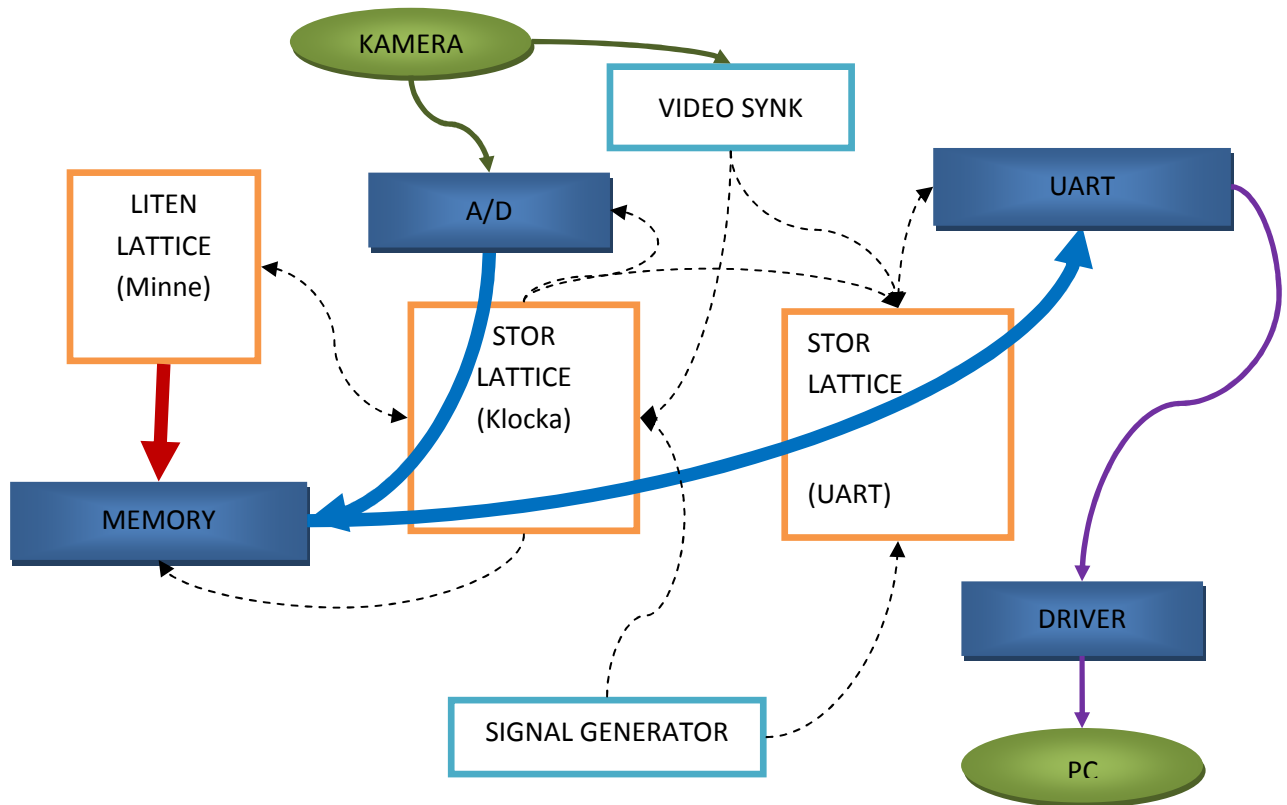 KAMERA
VIDEO SYNK
UART
LITEN
LATTICE
(Minne)
A/D
STOR
LATTICE
(Klocka)
STOR
LATTICE
(UART)
MEMORY
DRIVER
SIGNAL GENERATOR
PC